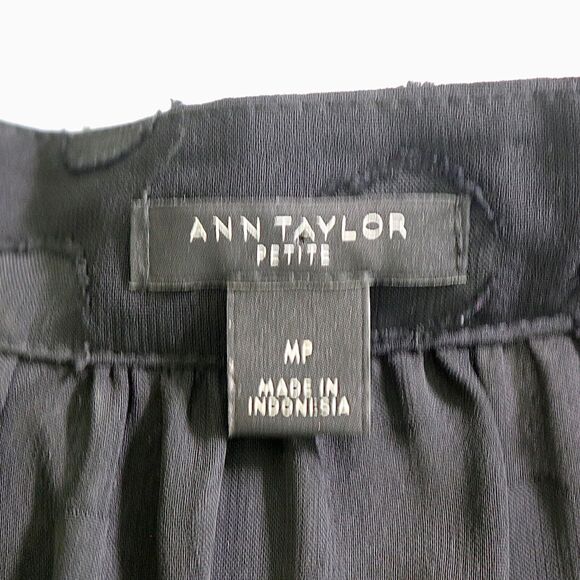 ANN TAYLOR
PETITE
MP
MADE IN
INDONESIA